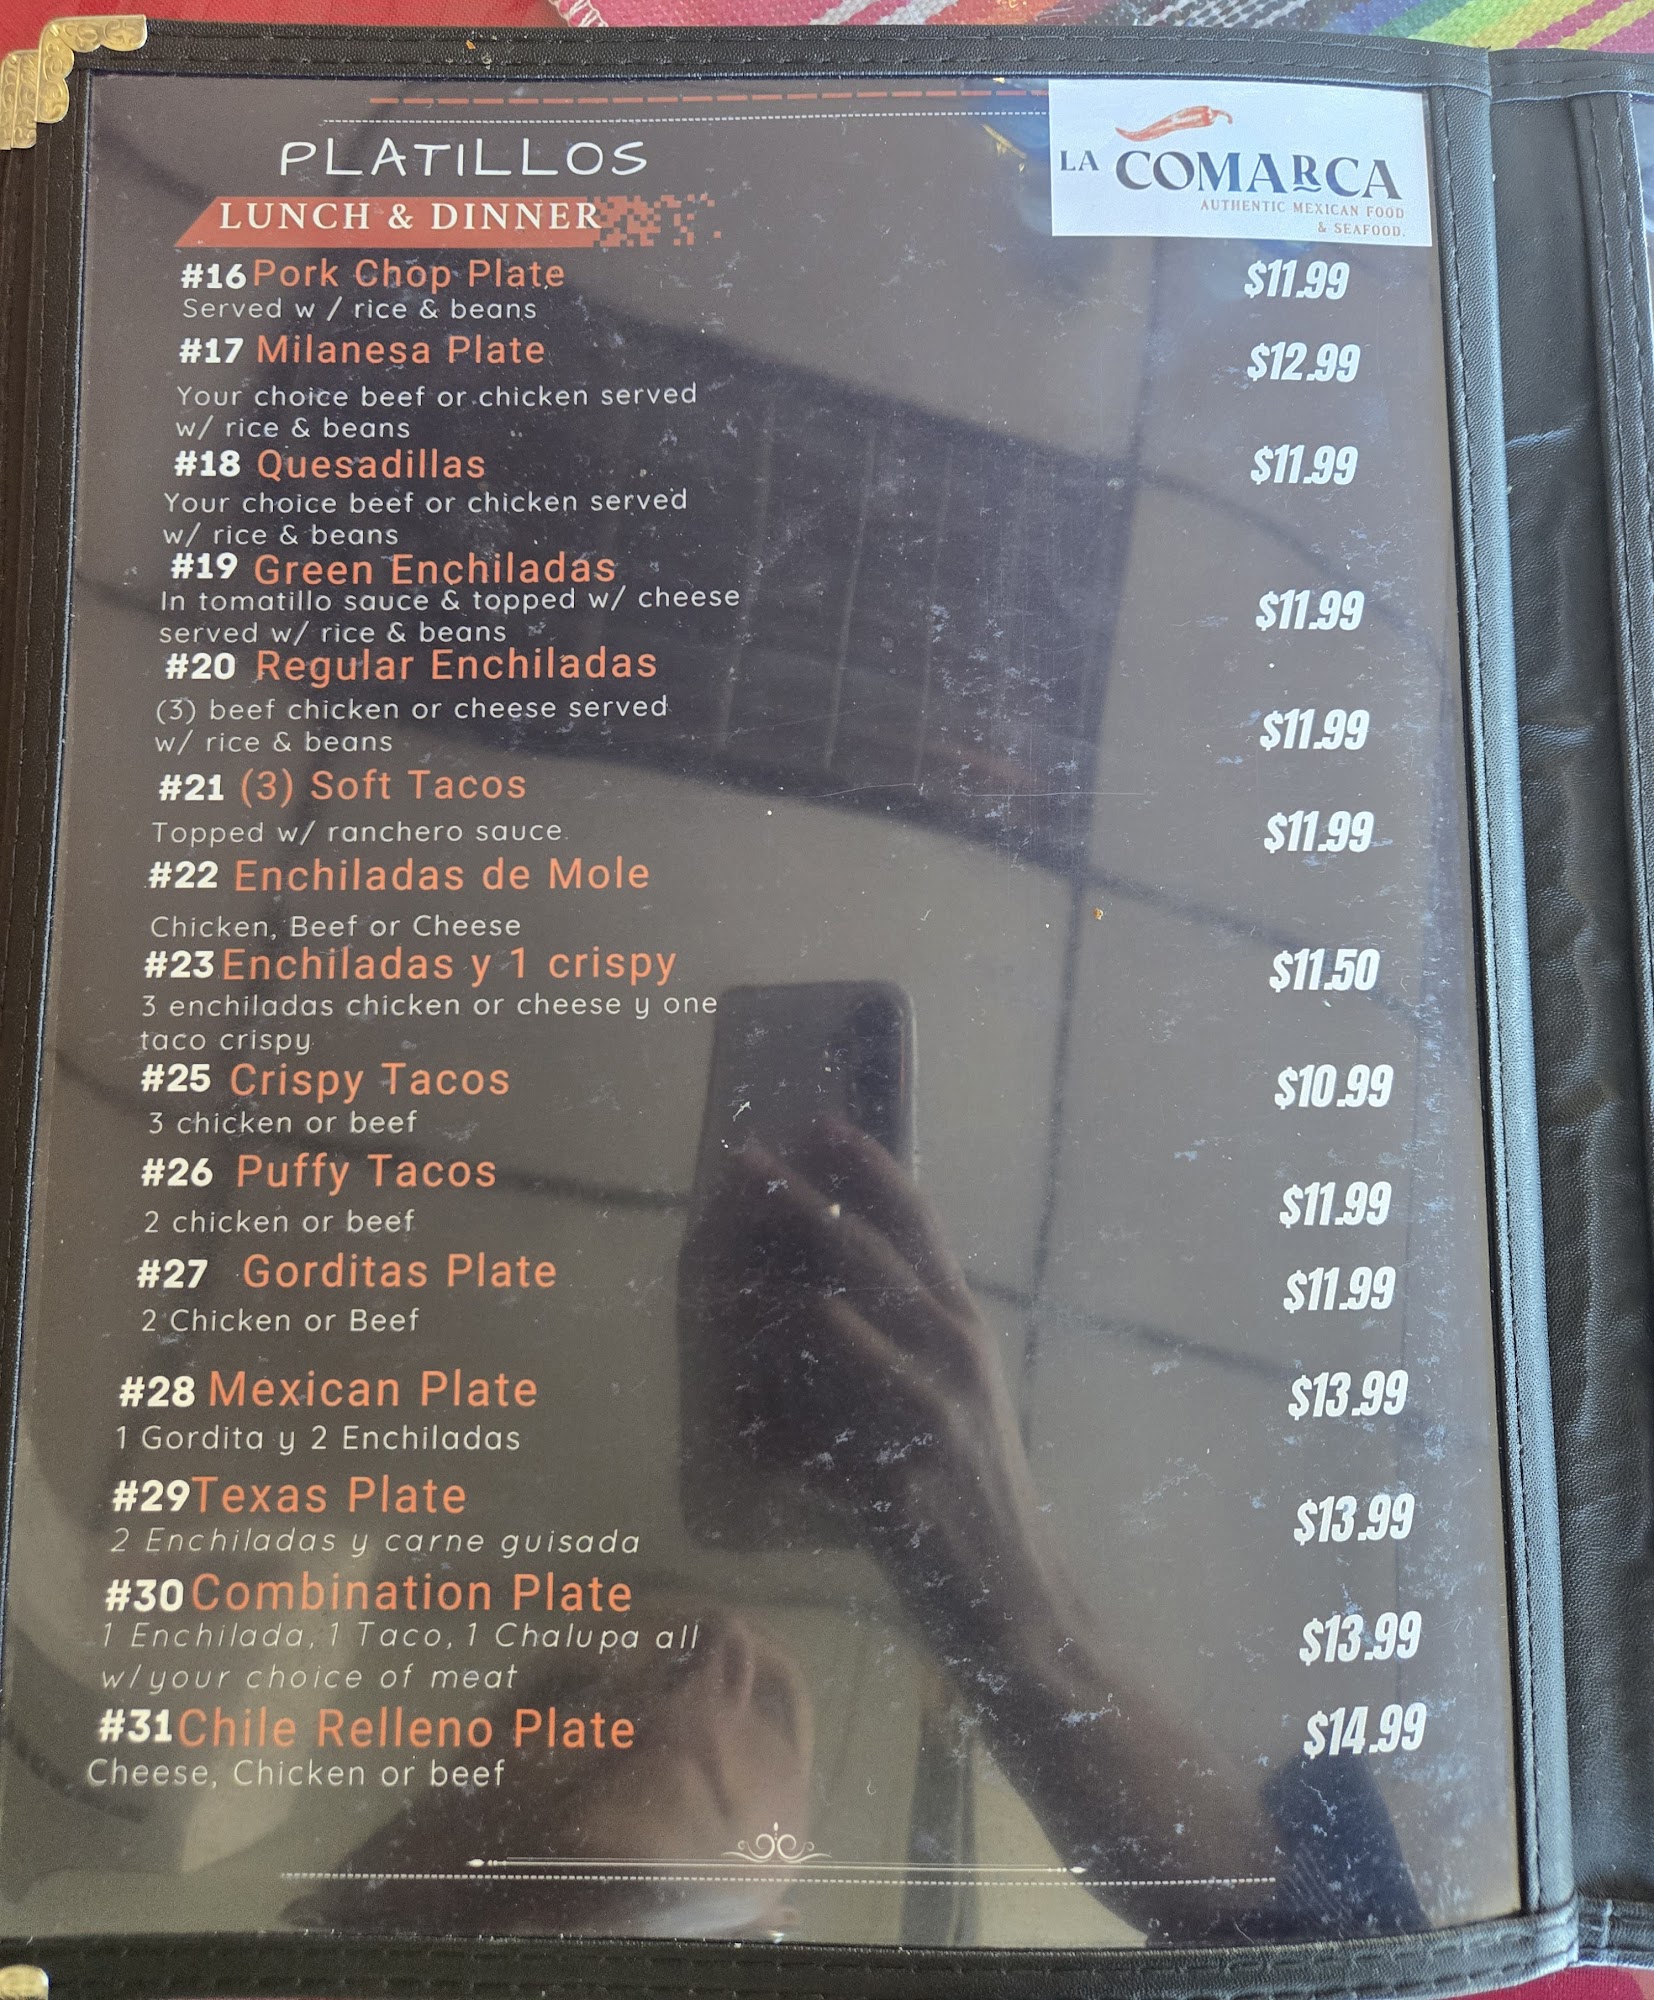 PLATILLOS
LUNCH & DINNER
LA COMARCA
AUTHENTIC MEXICAN FOOD
& SEAFOOD.
#16 Pork Chop Plate $11.99
Served w / rice & beans
#17 Milanesa Plate $12.99
Your choice beef or chicken served
w/ rice & beans
#18 Quesadillas $11.99
Your choice beef or chicken served
w/ rice & beans
#19 Green Enchiladas
In tomatillo sauce & topped w/ cheese $11.99
served w/ rice & beans
#20 Regular Enchiladas
(3) beef chicken or cheese served $11.99
w/ rice & beans
#21 (3) Soft Tacos
Topped w/ ranchero sauce. $11.99
#22 Enchiladas de Mole
Chicken, Beef or Cheese
#23 Enchiladas y 1 crispy $11.50
3 enchiladas chicken or cheese y one
taco crispy
#25 Crispy Tacos $10.99
3 chicken or beef
#26 Puffy Tacos
2 chicken or beef $11.99
#27 Gorditas Plate $11.99
2 Chicken or Beef
#28 Mexican Plate $13.99
1 Gordita y 2 Enchiladas
#29 Texas Plate $13.99
2 Enchiladas y carne guisada
#30 Combination Plate
1 Enchilada, 1 Taco, 1 Chalupa all $13.99
w/your choice of meat
#31 Chile Relleno Plate $14.99
Cheese, Chicken or beef